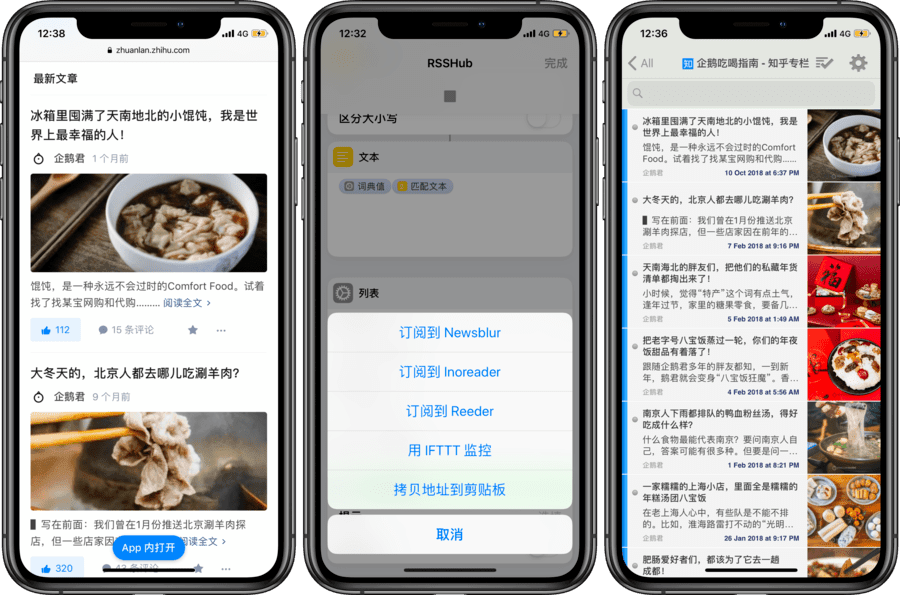 12:38
4G
zhuanlan.zhihu.com
最新文章
冰箱里囤满了天南地北的小馄饨，我是世
界上最幸福的人！
企鹅君 1 个月前
馄饨，是一种永远不会过时的Comfort Food。试着
找了找某宝网购和代购……... 阅读全文
112
15 条评论
大冬天的，北京人都去哪儿吃涮羊肉？
企鹅君 9 个月前
写在前面：我们曾在1月份推送北京涮羊肉探
店，但一些店家因
阅读全文
App 内打开
320
43 条评论
12:32
4G
RSSHub
完成
区分大小写
文本
词典值
匹配文本
列表
订阅到 Newsblur
订阅到 Inoreader
订阅到 Reeder
用 IFTTT 监控
拷贝地址到剪贴板
取消
12:36
4G
All
知 企鹅吃喝指南 - 知乎专栏
冰箱里囤满了天南地北的小馄饨，我是
世界上最幸福的人！
馄饨，是一种永远不会过时的Comfort
Food。试着找了找某宝网购和代购……
企鹅君
10 Oct 2018 at 6:37 PM
大冬天的，北京人都去哪儿吃涮羊肉？
写在前面：我们曾在1月份推送北京
涮羊肉探店，但一些店家因在前年的…
企鹅君
7 Feb 2018 at 9:16 PM
天南海北的胖友们，把他们的私藏年货
清单都掏出来了！
小时候，觉得“特产”这个词有点土气，
逢年过节，家里的糖果零食，要备几…
企鹅君
5 Feb 2018 at 1:49 AM
把老字号八宝饭蒸过一轮，你们的年夜
饭甜品有着落了！
跟随企鹅君多年的胖友都知，一到新
年，鹅君就会变身“八宝饭狂魔”。香…
企鹅君
4 Feb 2018 at 5:56 AM
南京人下雨都排队的鸭血粉丝汤，得好
吃成什么样？
什么食物最能代表南京？要问南京人自
己，答案可能有很多种。但要是问一…
企鹅君
1 Feb 2018 at 8:21 PM
一家糯糯的上海小店，里面全是糯糯的
年糕汤团八宝饭
在老上海人心中，有些队是不能不排
的。比如，淮海路雷打不动的“光明…
企鹅君
26 Jan 2018 at 9:17 PM
肥肠爱好者们，都该为了它去一趟
成都！